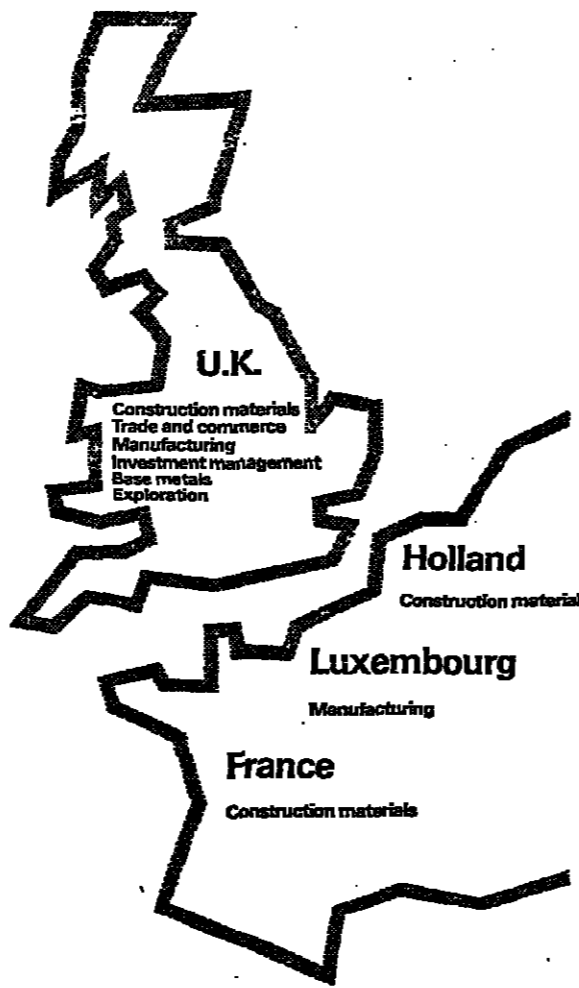 U.K.
Construction materials
Trade and commerce
Manufacturing
Investment management
Base metals
Exploration
Holland
Construction material
Luxembourg
Manufacturing
France
Construction materials